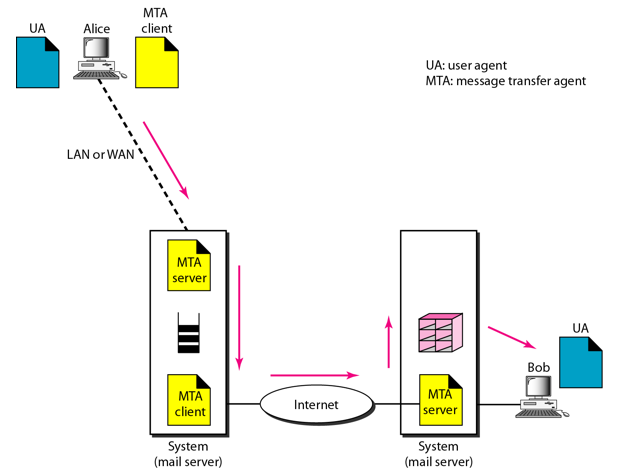 UA
Alice
MTA
client
UA: user agent
MTA: message transfer agent
LAN or WAN
MTA
server
MTA
client
Internet
MTA
server
Bob
UA
System
(mail server)
System
(mail server)